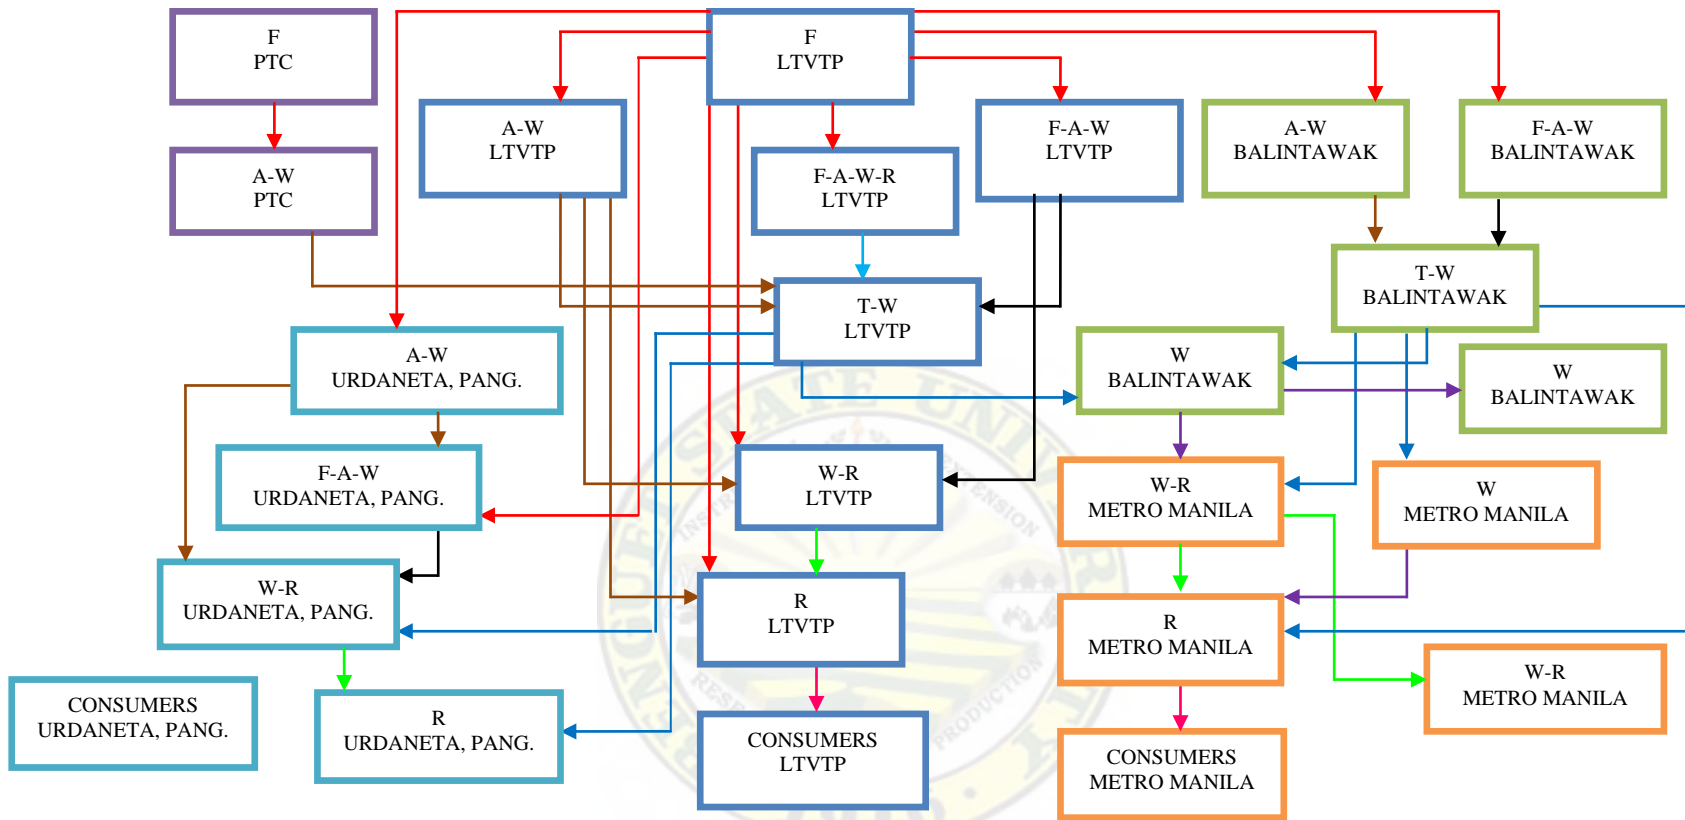 F
PTC
F
LTVTP
A-W
LTVTP
F-A-W
LTVTP
A-W
BALINTAWAK
F-A-W
BALINTAWAK
A-W
PTC
F-A-W-R
LTVTP
T-W
LTVTP
T-W
BALINTAWAK
A-W
URDANETA, PANG.
W
BALINTAWAK
W
BALINTAWAK
F-A-W
URDANETA, PANG.
W-R
LTVTP
W-R
METRO MANILA
W
METRO MANILA
W-R
URDANETA, PANG.
R
LTVTP
R
METRO MANILA
W-R
METRO MANILA
CONSUMERS
URDANETA, PANG.
R
URDANETA, PANG.
CONSUMERS
LTVTP
CONSUMERS
METRO MANILA